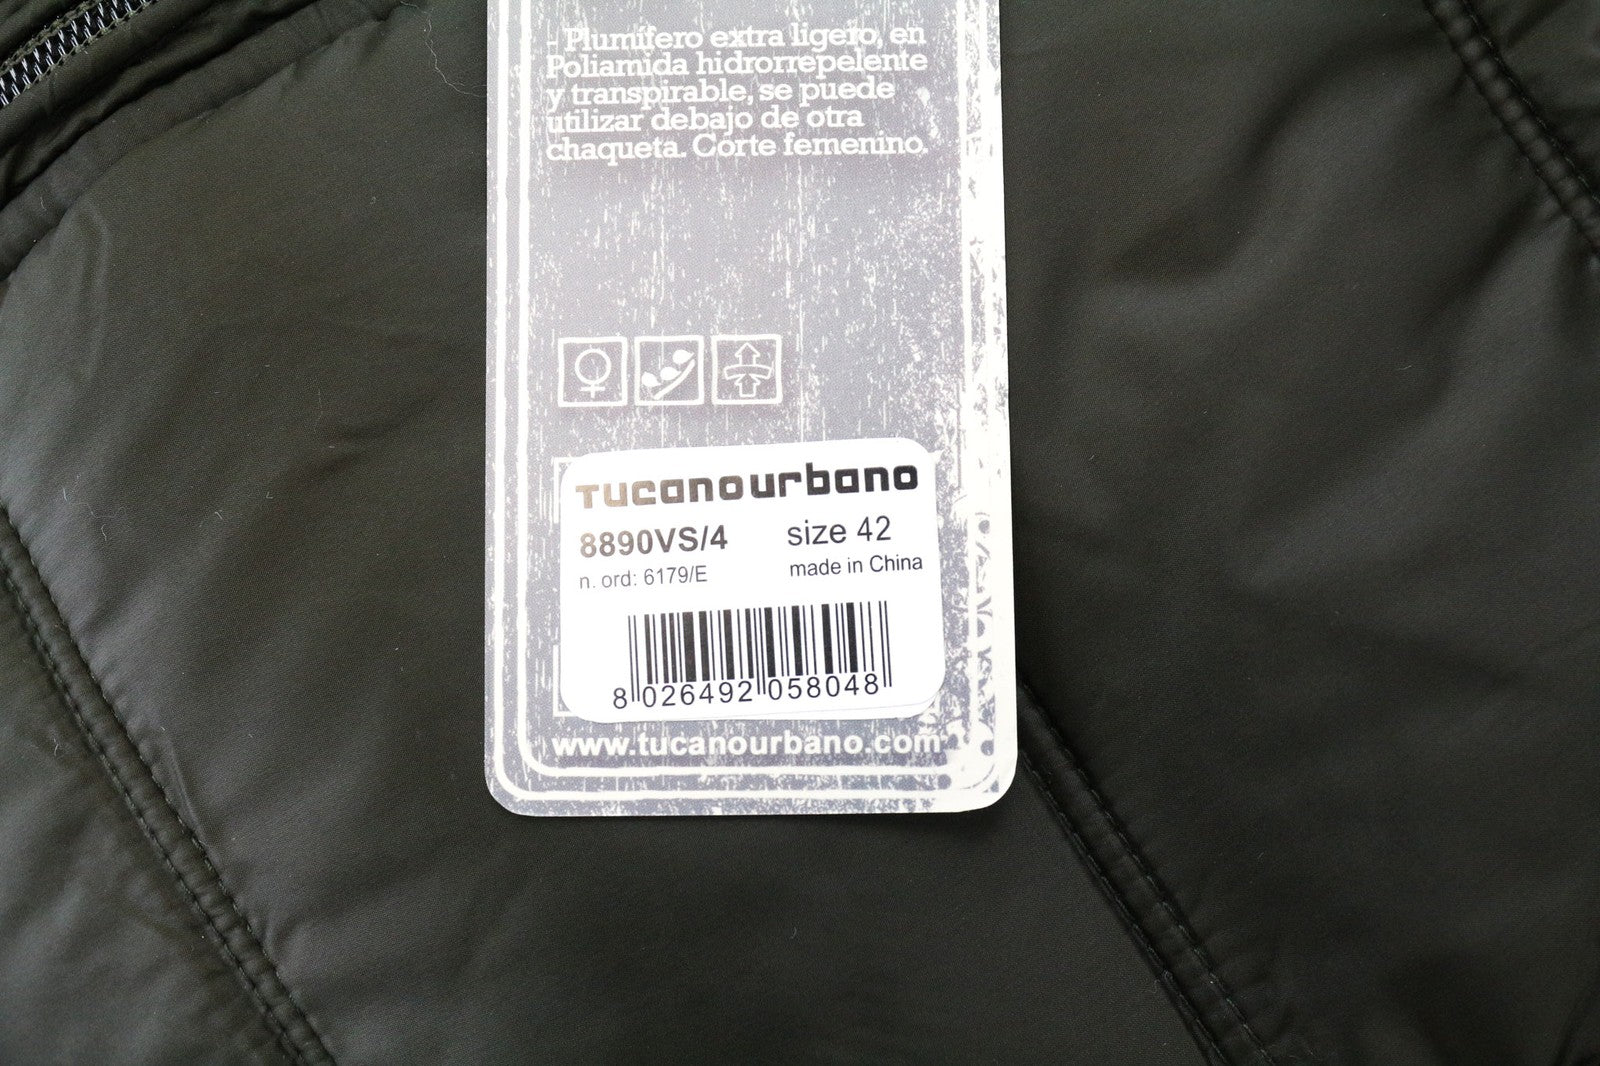 - Plumífero extra ligero, en
Poliamida hidrorrepelente
y transpirable, se puede
utilizar debajo de otra
chaqueta. Corte femenino.
Tucanourbano
8890VS/4 size 42
n. ord: 6179/E made in China
8 026492 058048
www.tucanourbano.com